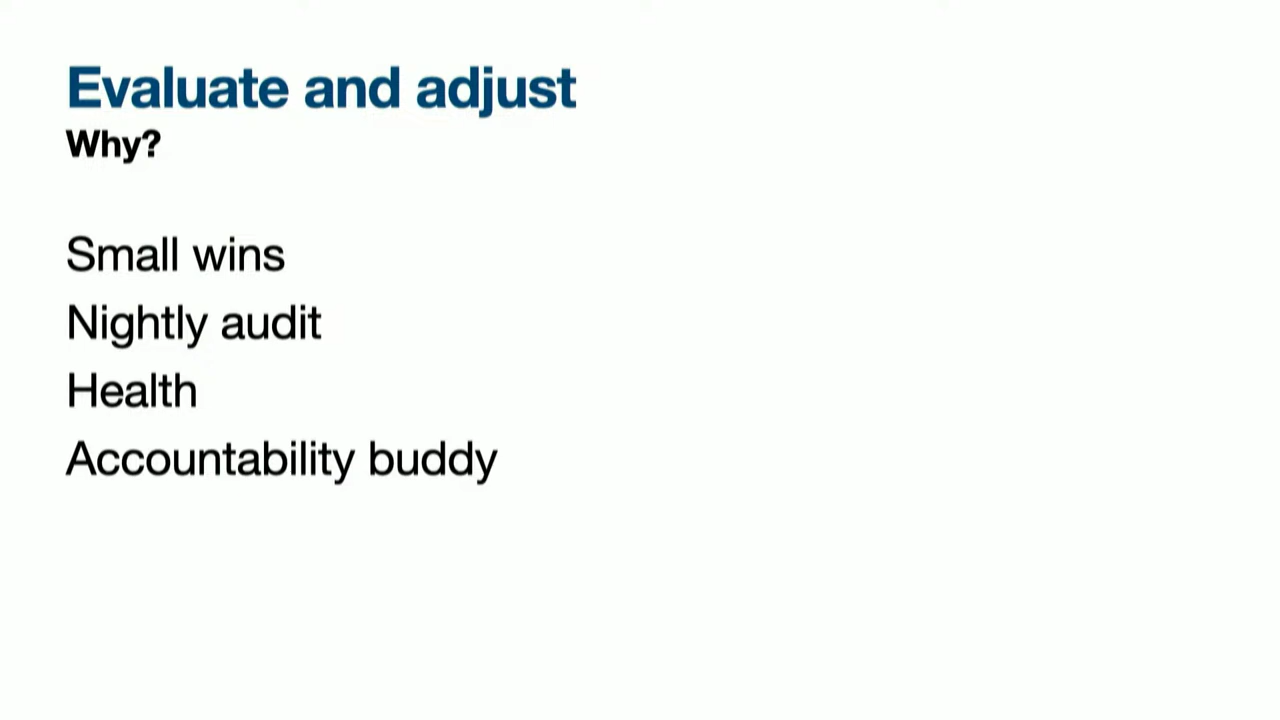 Evaluate and adjust
Why?
Small wins
Nightly audit
Health
Accountability buddy